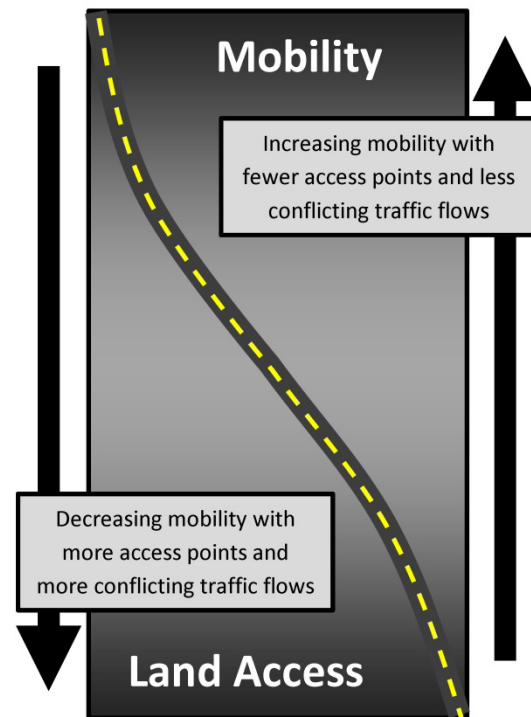 Mobility
Increasing mobility with
fewer access points and less
conflicting traffic flows
Decreasing mobility with
more access points and
more conflicting traffic flows
Land Access